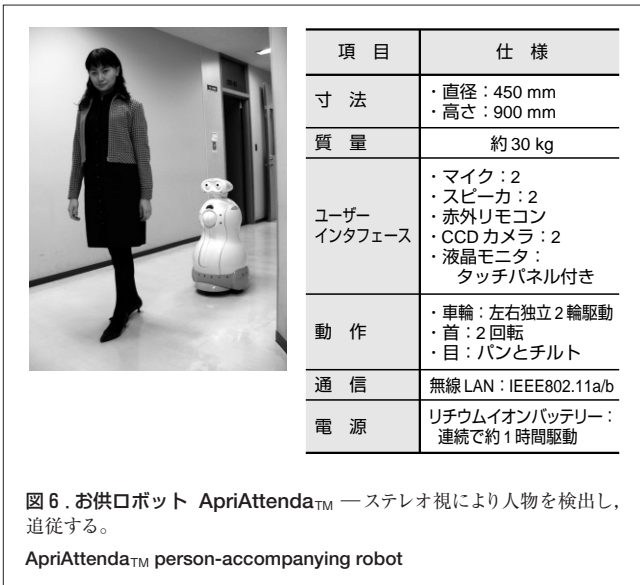 項 目 仕 様
寸 法
・直径：450 mm
・高さ：900 mm
質 量 約 30 kg
ユーザー
インタフェース
・マイク：2
・スピーカ：2
・赤外リモコン
・CCD カメラ：2
・液晶モニタ：
タッチパネル付き
動 作
・車輪：左右独立 2 輪駆動
・首：2 回転
・目：パンとチルト
通 信 無線 LAN：IEEE802.11a/b
電 源
リチウムイオンバッテリー：
連続で約 1 時間駆動
図 6．お供ロボット ApriAttendaTM ―ステレオ視により人物を検出し，
追従する。
ApriAttendaTM person-accompanying robot